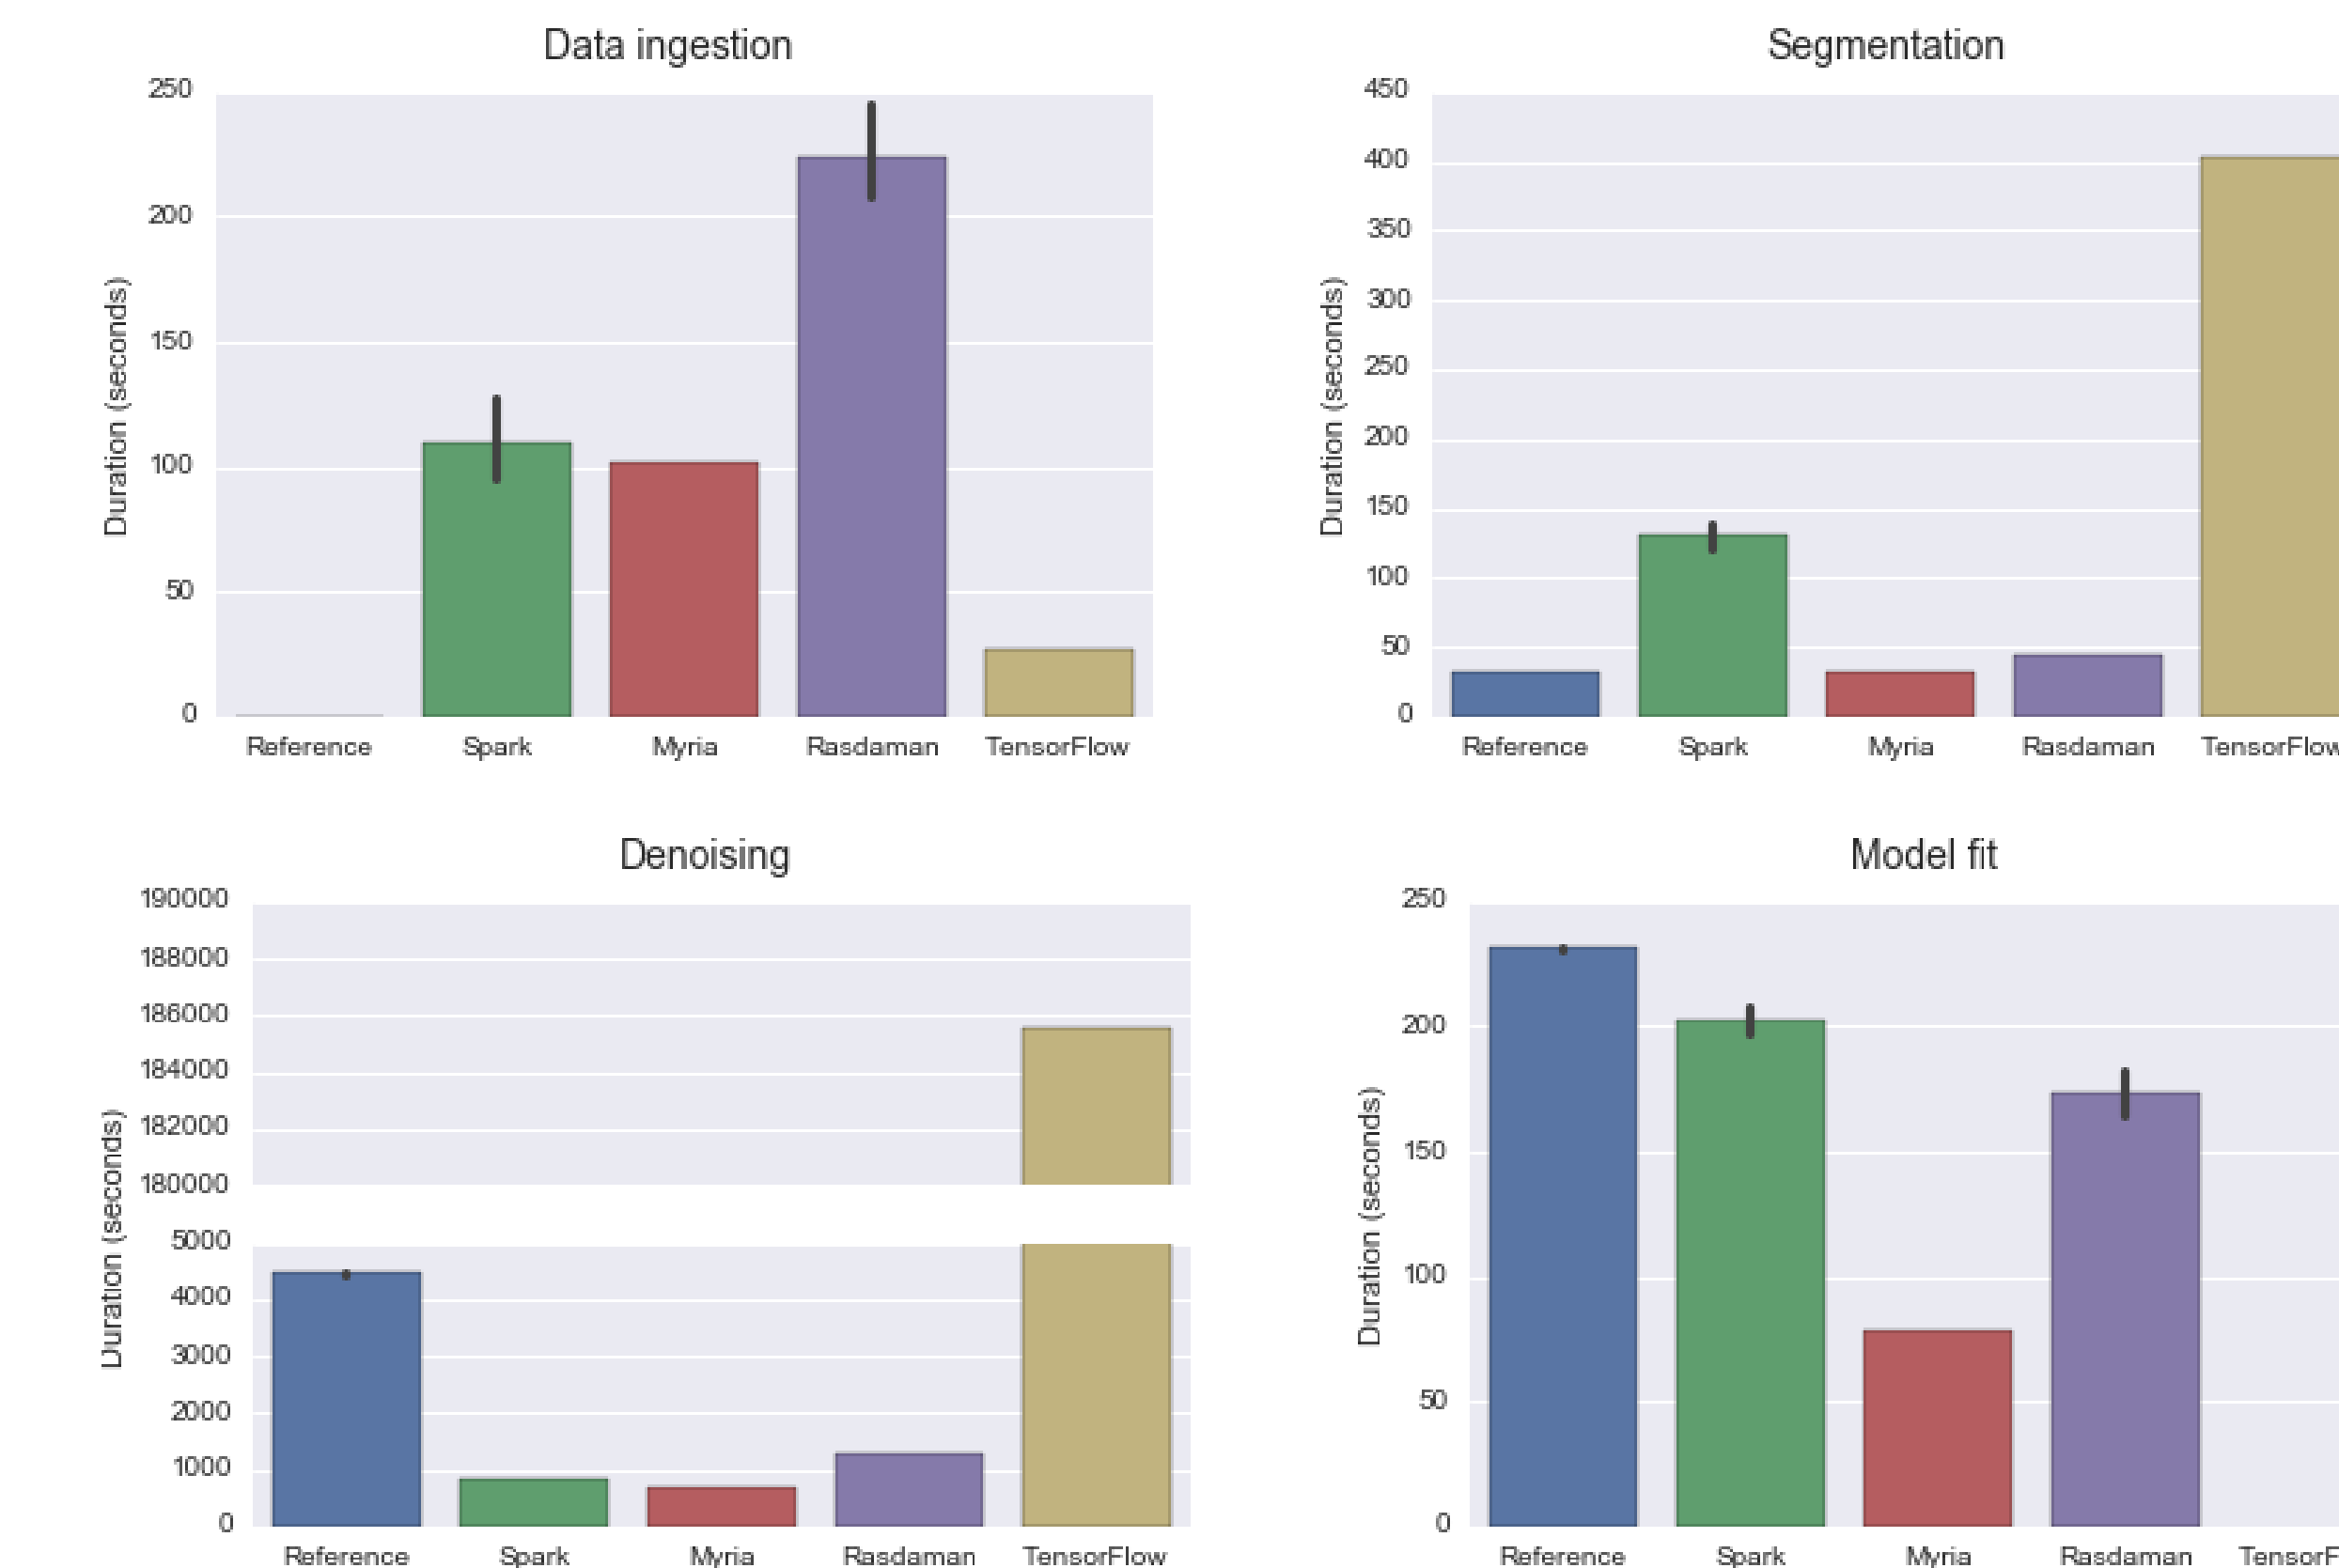 Data ingestion
250
200
150
100
50
0
Duration (seconds)
Reference Spark Myria Rasdaman TensorFlow
Segmentation
450
400
350
300
250
200
150
100
50
0
Duration (seconds)
Reference Spark Myria Rasdaman TensorFlow
Denoising
190000
188000
186000
184000
182000
180000
5000
4000
3000
2000
1000
0
Duration (seconds)
Reference Spark Myria Rasdaman TensorFlow
Model fit
250
200
150
100
50
0
Duration (seconds)
Reference Spark Myria Rasdaman TensorF